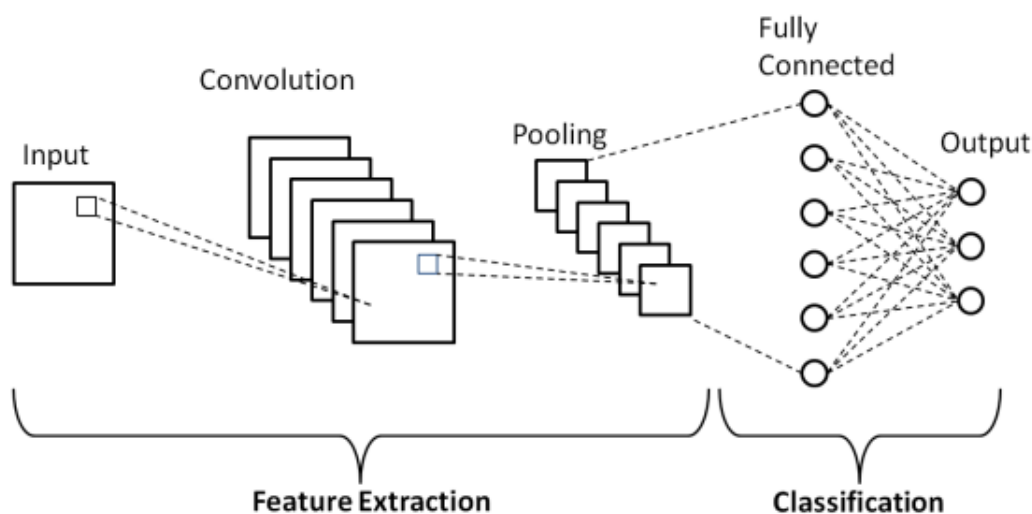 Input
Convolution
Pooling
Fully
Connected
Output
Feature Extraction
Classification